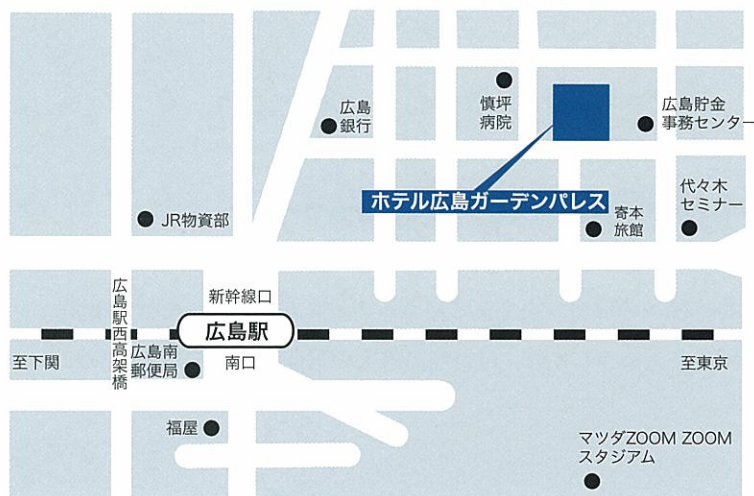 広島
銀行
慎坪
病院
広島貯金
事務センター
ホテル広島ガーデンパレス
代々木
セミナー
寄本
旅館
JR物資部
広島駅西高架橋
新幹線口
広島駅
南口
至下関
広島南
郵便局
至東京
福屋
マツダZOOM ZOOM
スタジアム